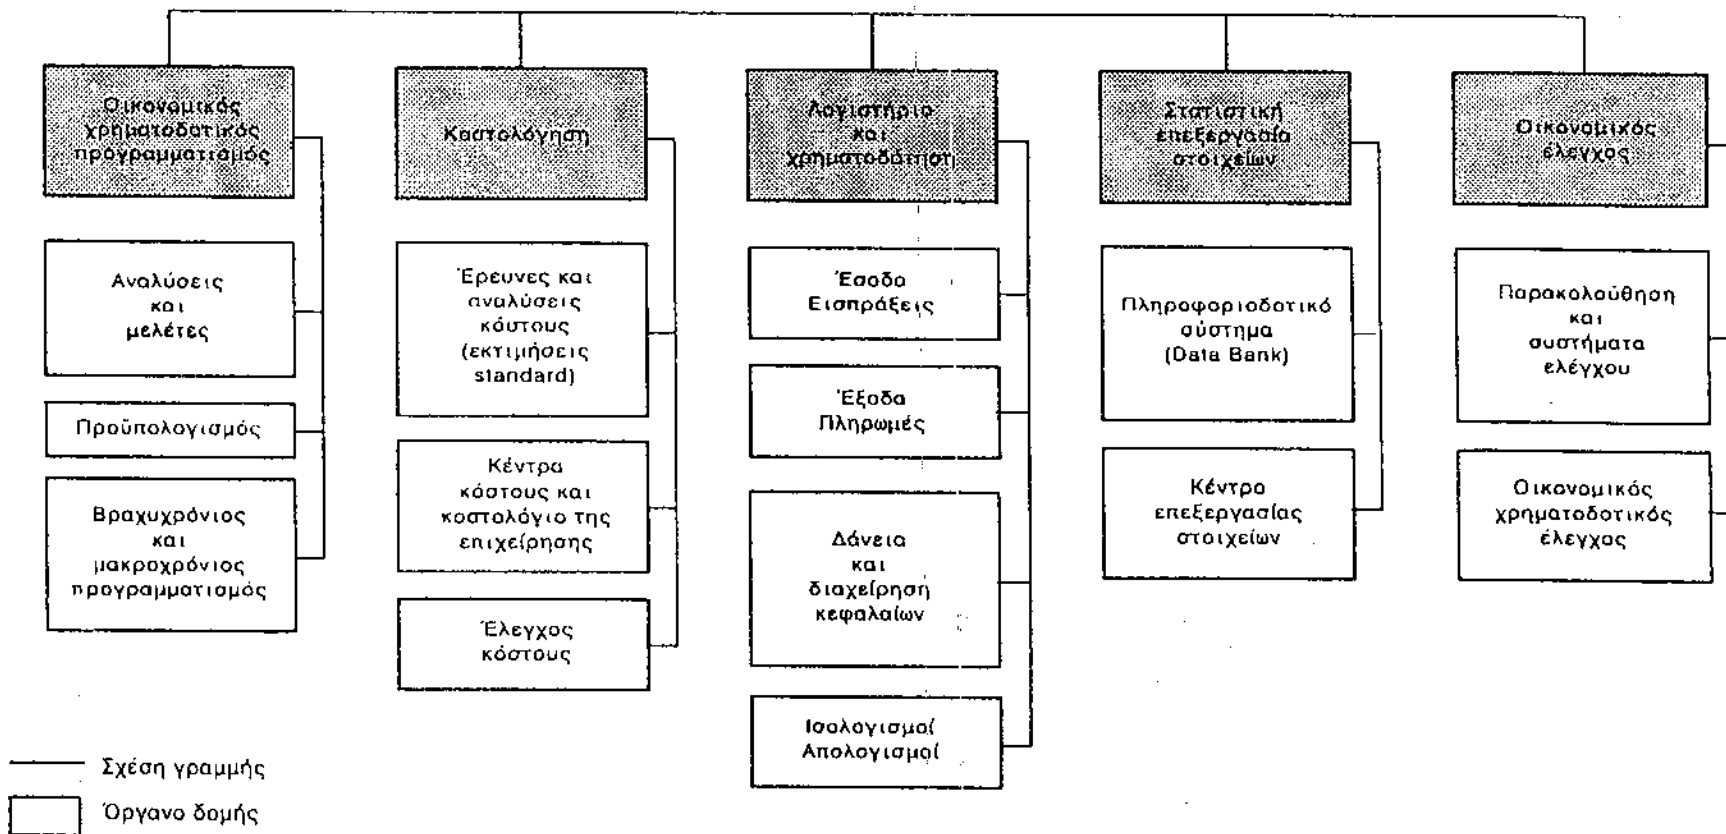 Οικονομικός
χρηματοδοτικός
προγραμματισμός
Αναλύσεις
και
μελέτες
Προϋπολογισμός
Βραχυχρόνιος
και
μακροχρόνιος
προγραμματισμός
Κοστολόγηση
Έρευνες και
αναλύσεις
κόστους
(εκτιμήσεις
standard)
Κέντρα
κόστους και
κοστολόγιο της
επιχείρησης
Έλεγχος
κόστους
Λογιστήριο
και
χρηματοδότηση
Έσοδα
Εισπράξεις
Έξοδα
Πληρωμές
Δάνεια
και
διαχείρηση
κεφαλαίων
Ισολογισμοί
Απολογισμοί
Στατιστική
επεξεργασία
στοιχείων
Πληροφοριοδοτικό
σύστημα
(Data Bank)
Κέντρο
επεξεργασίας
στοιχείων
Οικονομικός
έλεγχος
Παρακολούθηση
και
συστήματα
ελέγχου
Οικονομικός
χρηματοδοτικός
έλεγχος
Σχέση γραμμής
Όργανο δομής